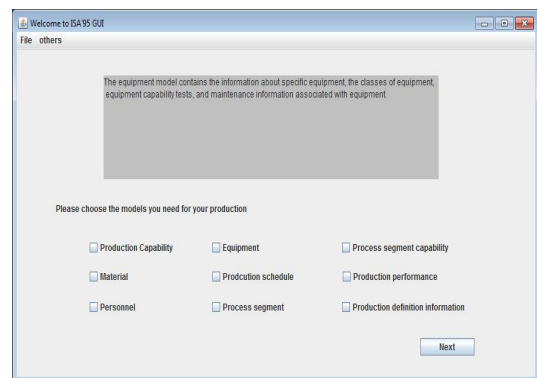 Welcome to ISA'95 GUI
File others
The equipment model contains the information about specific equipment, the classes of equipment,
equipment capability tests, and maintenance information associated with equipment.
Please choose the models you need for your production
Production Capability Equipment Process segment capability
Material Prodcution schedule Production performance
Personnel Process segment Production definition information
Next